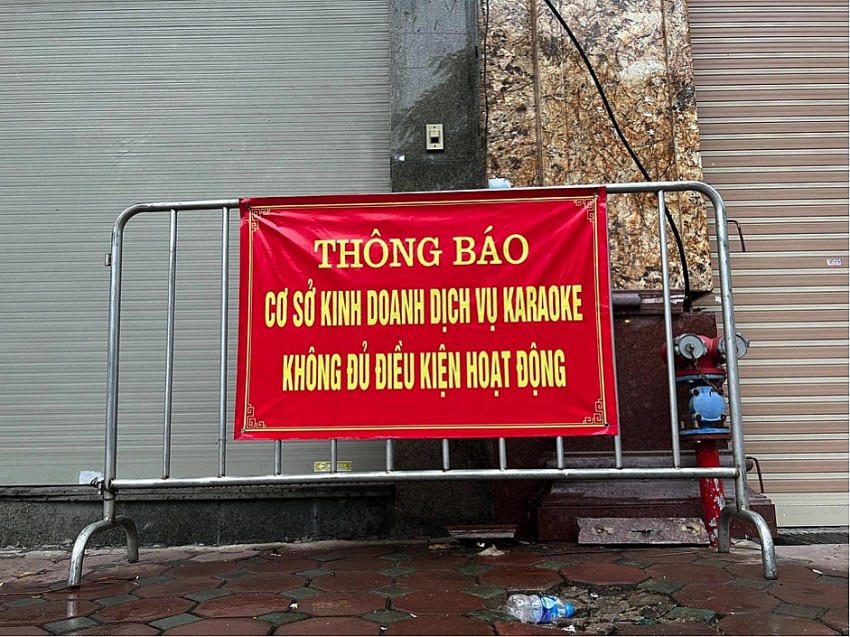 THÔNG BÁO
CƠ SỞ KINH DOANH DỊCH VỤ KARAOKE
KHÔNG ĐỦ ĐIỀU KIỆN HOẠT ĐỘNG